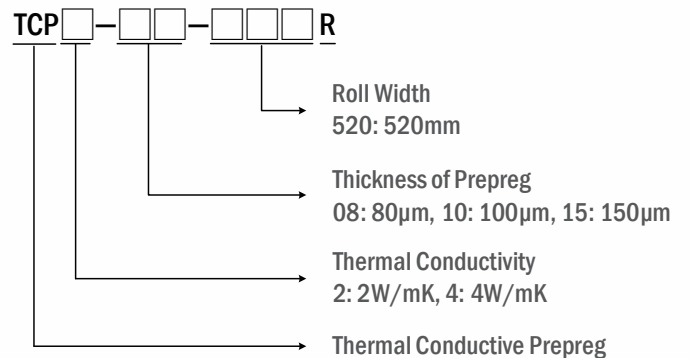 TCP□–□□–□□□R
Roll Width
520: 520mm
Thickness of Prepreg
08: 80µm, 10: 100µm, 15: 150µm
Thermal Conductivity
2: 2W/mK, 4: 4W/mK
Thermal Conductive Prepreg